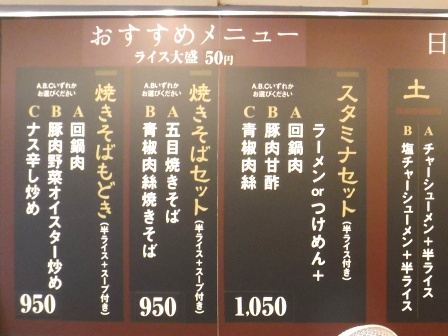 おすすめメニュー
ライス大盛 50円
日
土
A チャーシューメン+半ライス
B 塩チャーシューメン+半ライス
スタミナセット(半ライス付き)
ラーメン or つけめん+
A 回鍋肉
B 豚肉甘酢
C 青椒肉絲
A,B,Cいずれか
お選びください
1,050
焼きそばセット(半ライス+スープ付き)
A 五目焼きそば
B 青椒肉絲焼きそば
A,B,いずれか
お選びください
950
焼きそばもどき(半ライス+スープ付き)
A 回鍋肉
B 豚肉野菜オイスター炒め
C ナス辛し炒め
A,B,Cいずれか
お選びください
950